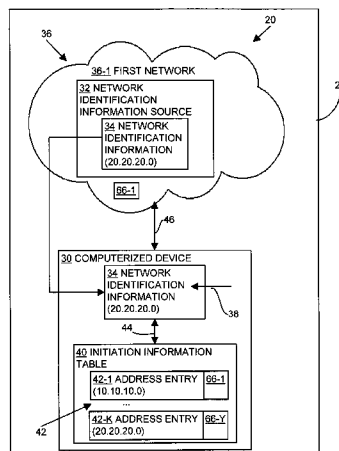 36
20
36-1 FIRST NETWORK
32 NETWORK
IDENTIFICATION
INFORMATION SOURCE
34 NETWORK
IDENTIFICATION
INFORMATION
(20.20.20.0)
66-1
46
30 COMPUTERIZED DEVICE
34 NETWORK
IDENTIFICATION
INFORMATION
(20.20.20.0)
38
44
40 INITIATION INFORMATION
TABLE
42-1 ADDRESS ENTRY 66-1
(10.10.10.0)
...
42-K ADDRESS ENTRY 66-Y
(20.20.20.0)
42